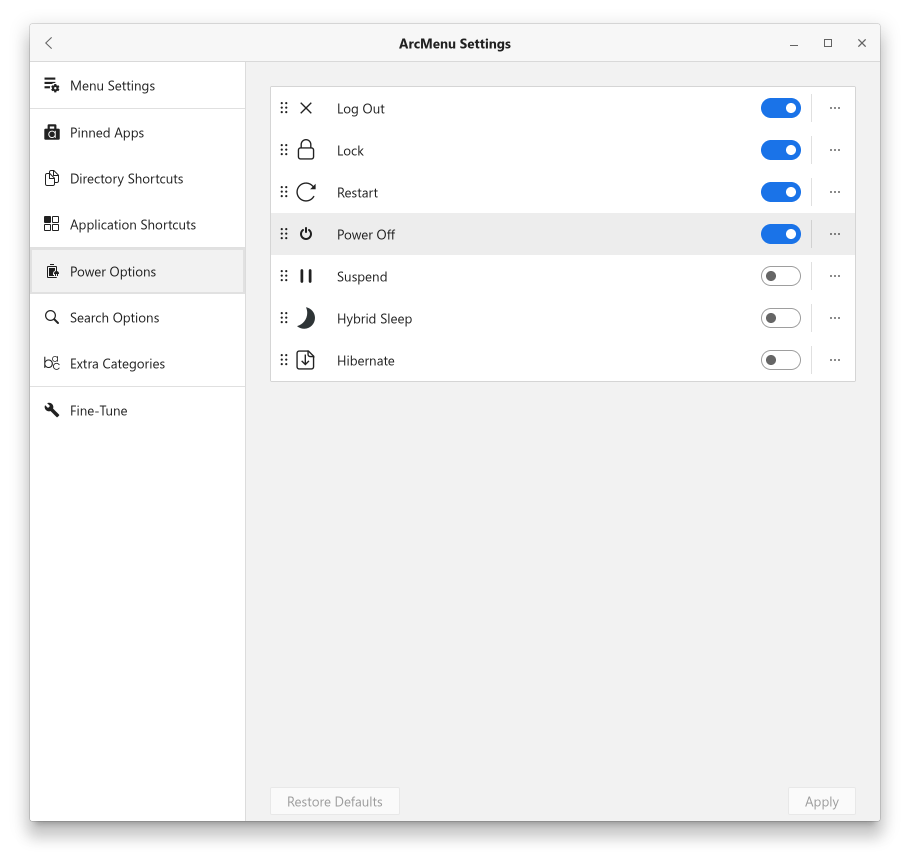 ArcMenu Settings
Menu Settings
Pinned Apps
Directory Shortcuts
Application Shortcuts
Power Options
Search Options
Extra Categories
Fine-Tune
Log Out
Lock
Restart
Power Off
Suspend
Hybrid Sleep
Hibernate
Restore Defaults
Apply